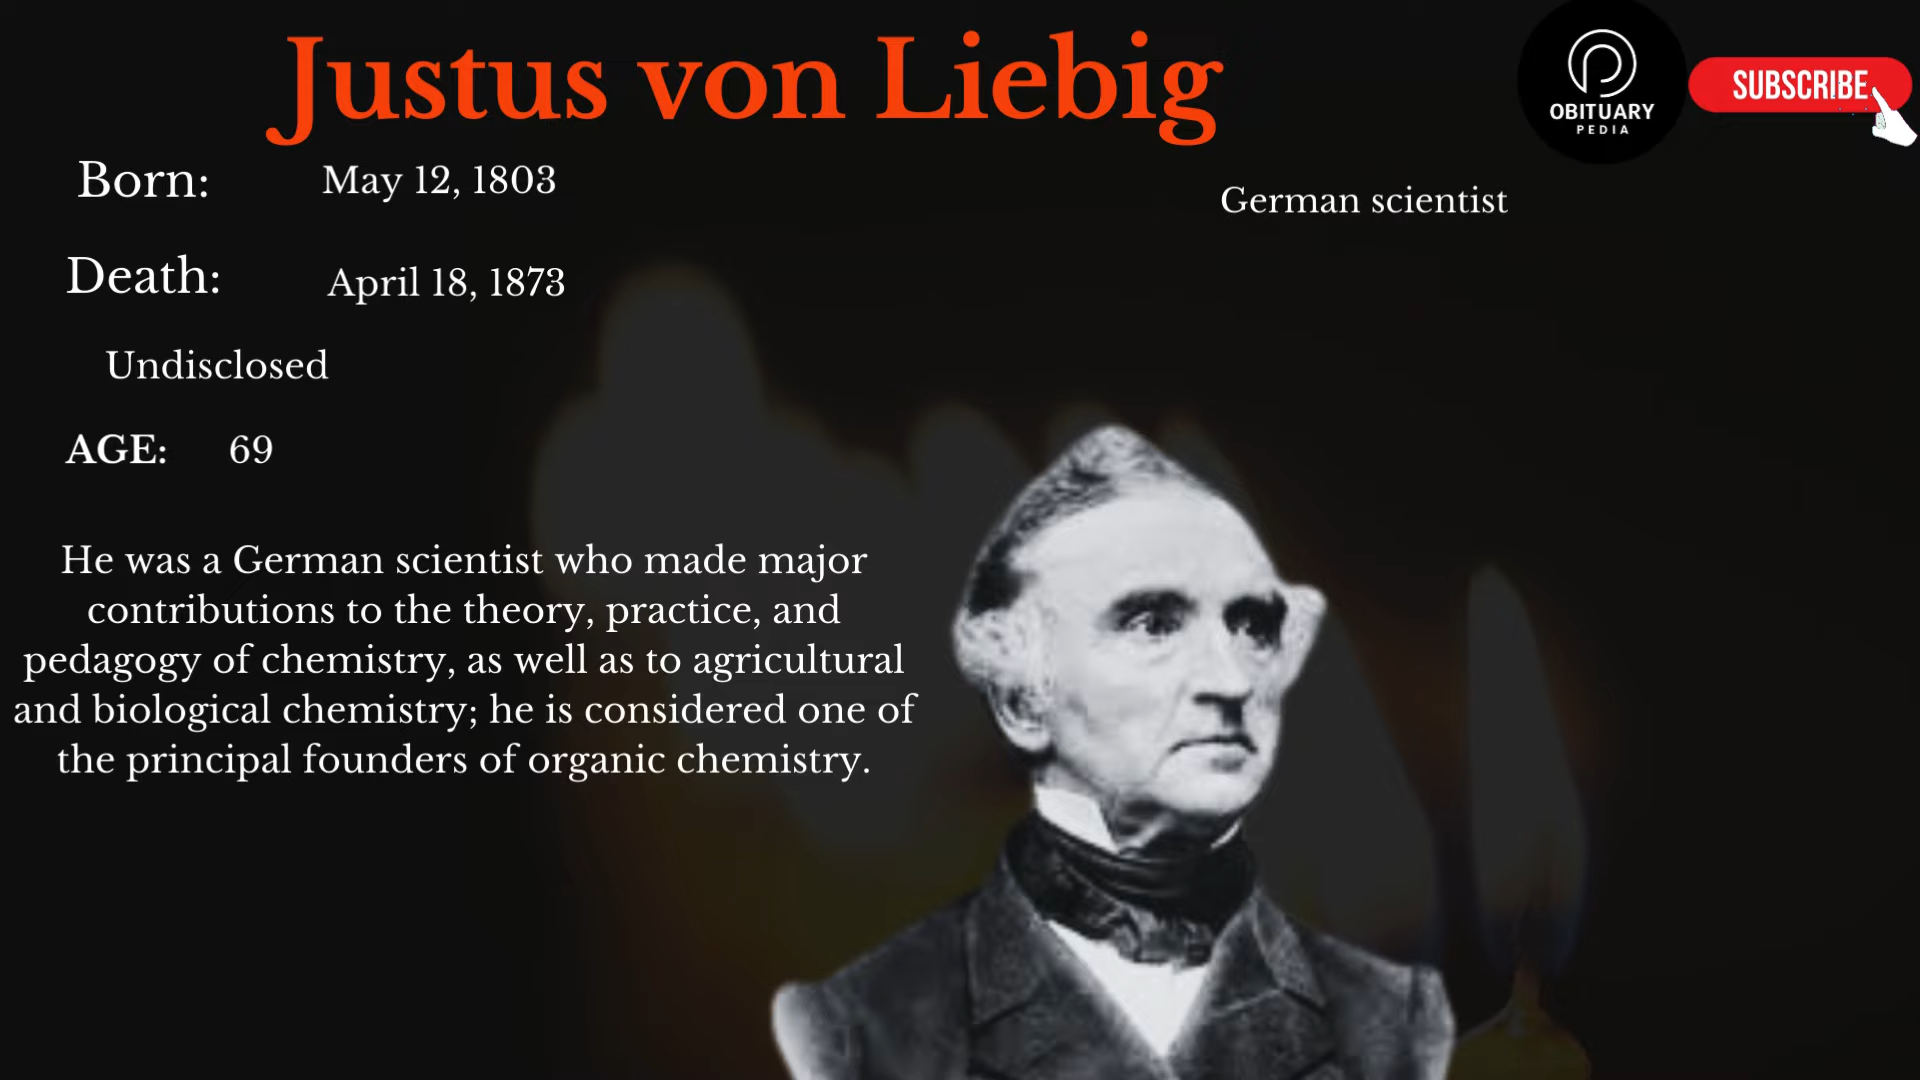 Justus von Liebig
OBITUARY
PEDIA
SUBSCRIBE
Born: May 12, 1803
German scientist
Death: April 18, 1873
Undisclosed
AGE: 69
He was a German scientist who made major
contributions to the theory, practice, and
pedagogy of chemistry, as well as to agricultural
and biological chemistry; he is considered one of
the principal founders of organic chemistry.